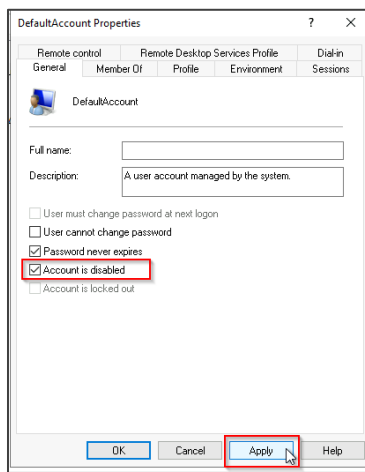 DefaultAccount Properties ? ×
Remote control Remote Desktop Services Profile Dial-in
General Member Of Profile Environment Sessions
DefaultAccount
Full name:
Description: A user account managed by the system.
User must change password at next logon
User cannot change password
Password never expires
Account is disabled
Account is locked out
OK Cancel Apply Help